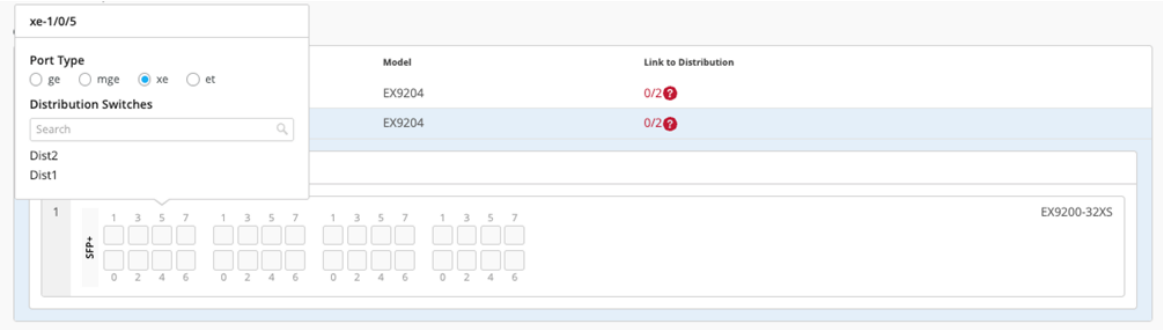 xe-1/0/5
Port Type
ge mge xe et
Distribution Switches
Search
Dist2
Dist1
Model Link to Distribution
EX9204 0/2 ?
EX9204 0/2 ?
1
SFP+
EX9200-32XS
1 3 5 7 1 3 5 7 1 3 5 7 1 3 5 7
0 2 4 6 0 2 4 6 0 2 4 6 0 2 4 6